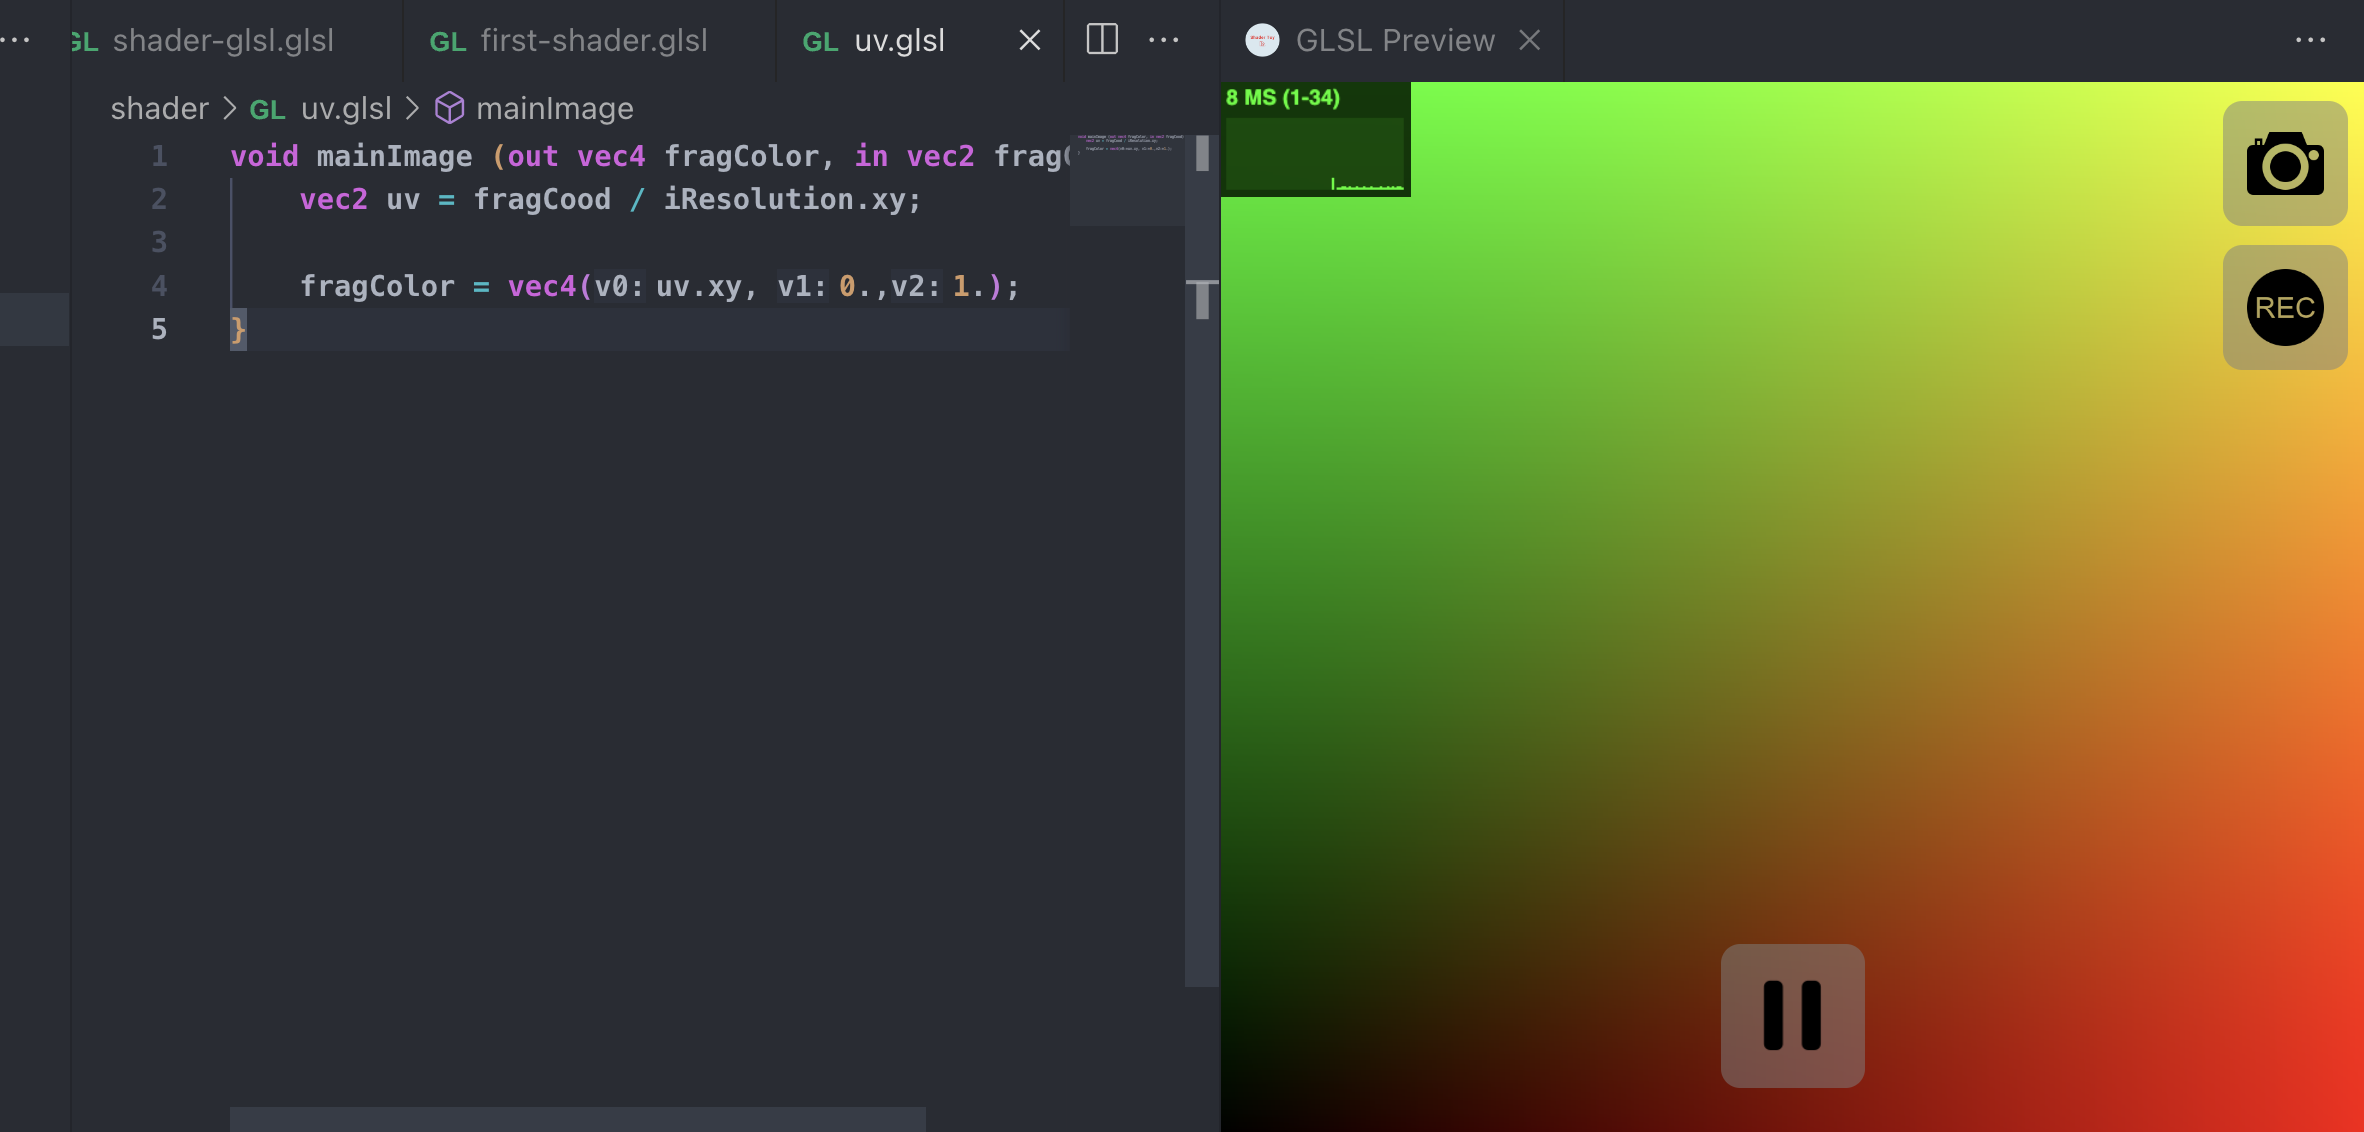 GL shader-glsl.glsl
GL first-shader.glsl
GL uv.glsl
GLSL Preview
shader > GL uv.glsl > mainImage
1 void mainImage (out vec4 fragColor, in vec2 frag
2 vec2 uv = fragCood / iResolution.xy;
3
4 fragColor = vec4(v0: uv.xy, v1: 0.,v2: 1.);
5 }
8 MS (1-34)
REC